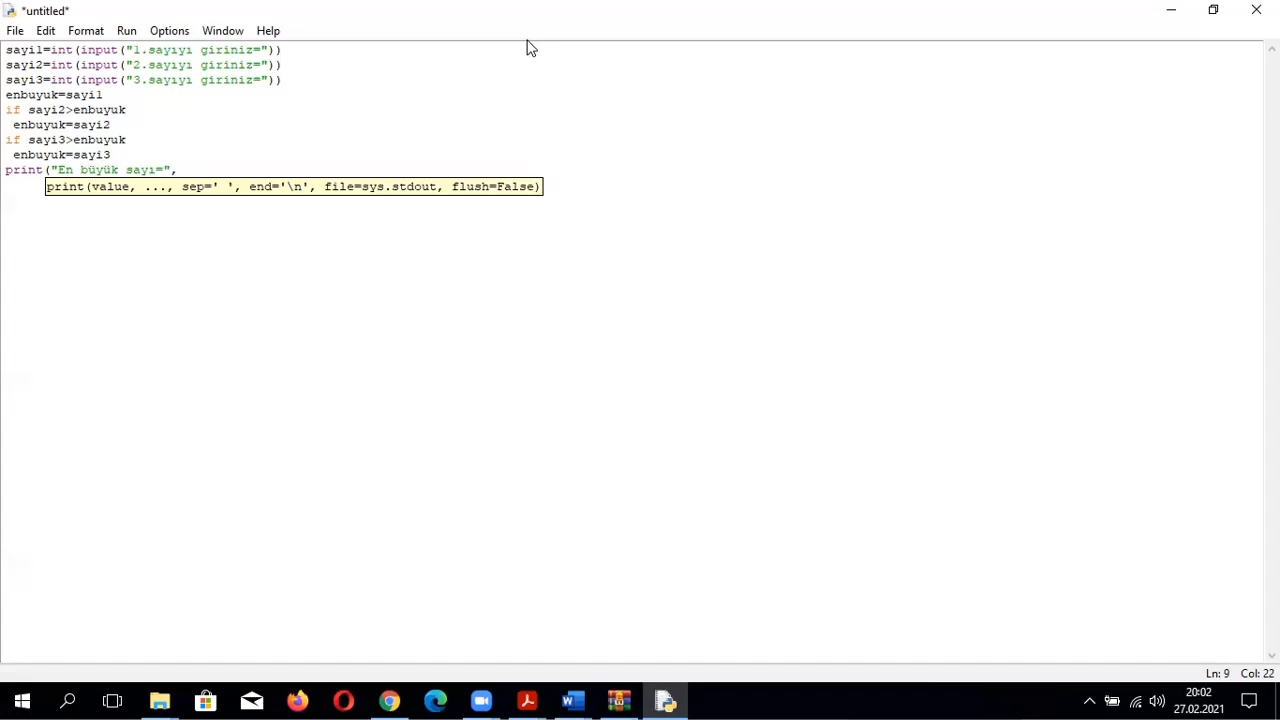 *untitled*
File Edit Format Run Options Window Help
sayi1=int(input("1.sayıyı giriniz="))
sayi2=int(input("2.sayıyı giriniz="))
sayi3=int(input("3.sayıyı giriniz="))
enbuyuk=sayi1
if sayi2>enbuyuk
 enbuyuk=sayi2
if sayi3>enbuyuk
 enbuyuk=sayi3
print("En büyük sayı=",
print(value, ..., sep=' ', end='\n', file=sys.stdout, flush=False)
Ln: 9 Col: 22
20:02
27.02.2021